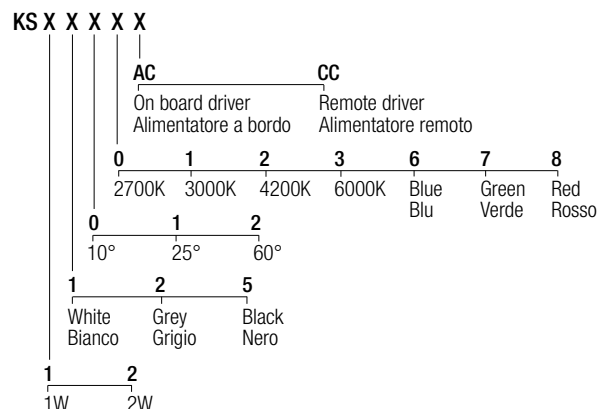 KS X X X X X
AC CC
On board driver Remote driver
Alimentatore a bordo Alimentatore remoto
0 1 2 3 6 7 8
2700K 3000K 4200K 6000K Blue Green Red
Blu Verde Rosso
0 1 2
10° 25° 60°
1 2 5
White Grey Black
Bianco Grigio Nero
1 2
1W 2W